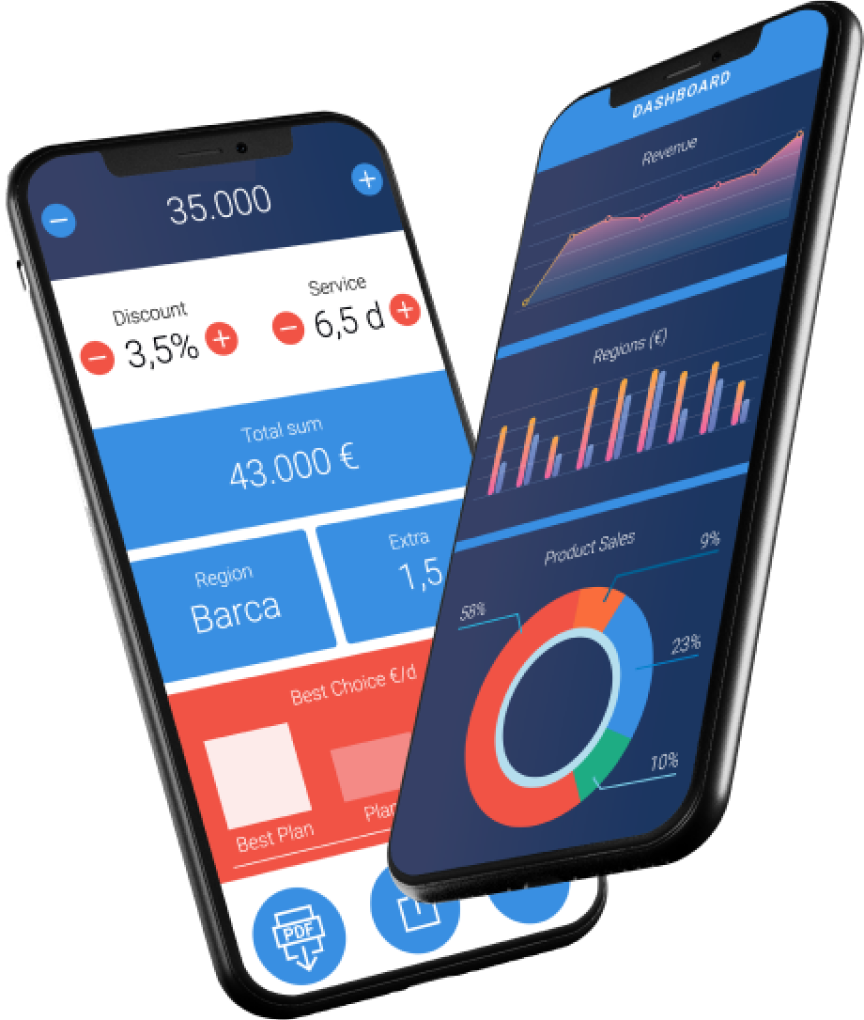 35.000
Discount
3,5%
Service
6,5 d
Total sum
43.000 €
Region
Barca
Extra
1,5
Best Choice €/d
Best Plan
PDF
DASHBOARD
Revenue
Regions (€)
Product Sales
9%
58%
23%
10%